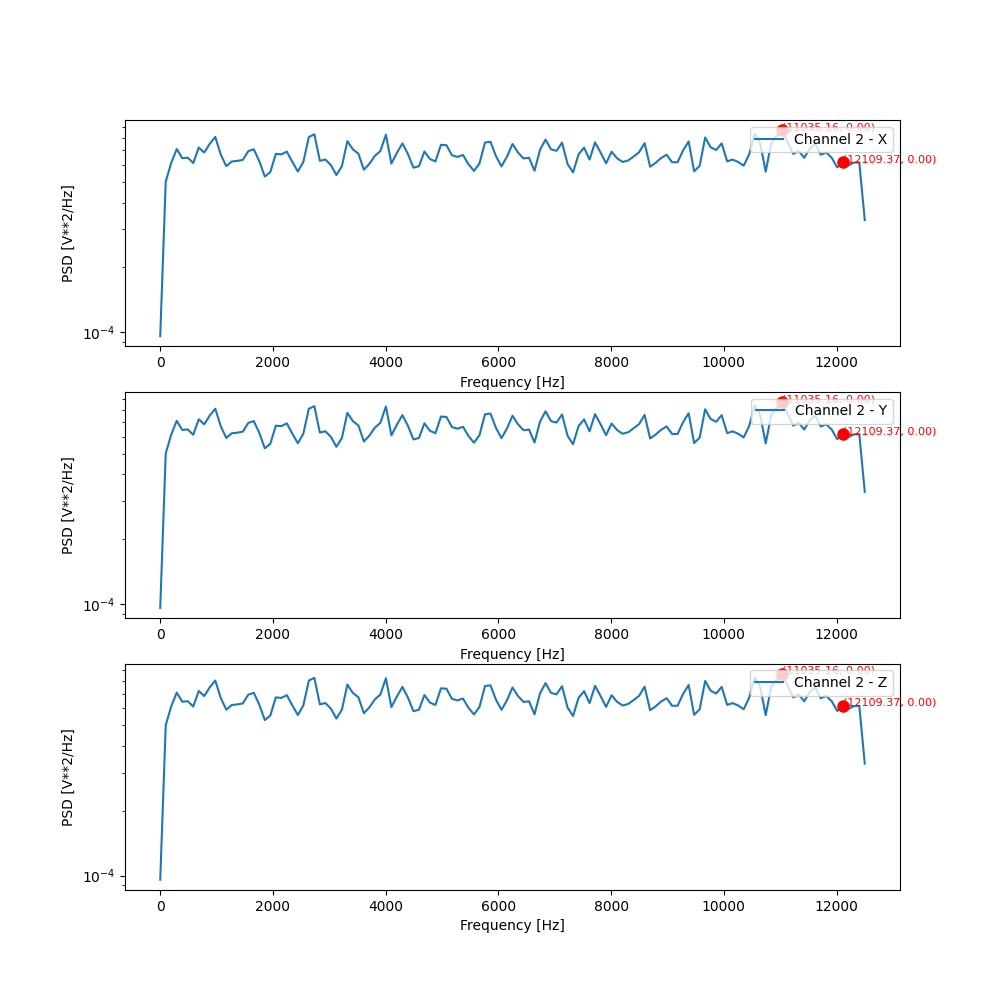 (11035.16, 0.00)
Channel 2 - X
(12109.37, 0.00)
PSD [V**2/Hz]
10⁻⁴
0 2000 4000 6000 8000 10000 12000
Frequency [Hz]
(11035.16, 0.00)
Channel 2 - Y
(12109.37, 0.00)
PSD [V**2/Hz]
10⁻⁴
0 2000 4000 6000 8000 10000 12000
Frequency [Hz]
(11035.16, 0.00)
Channel 2 - Z
(12109.37, 0.00)
PSD [V**2/Hz]
10⁻⁴
0 2000 4000 6000 8000 10000 12000
Frequency [Hz]